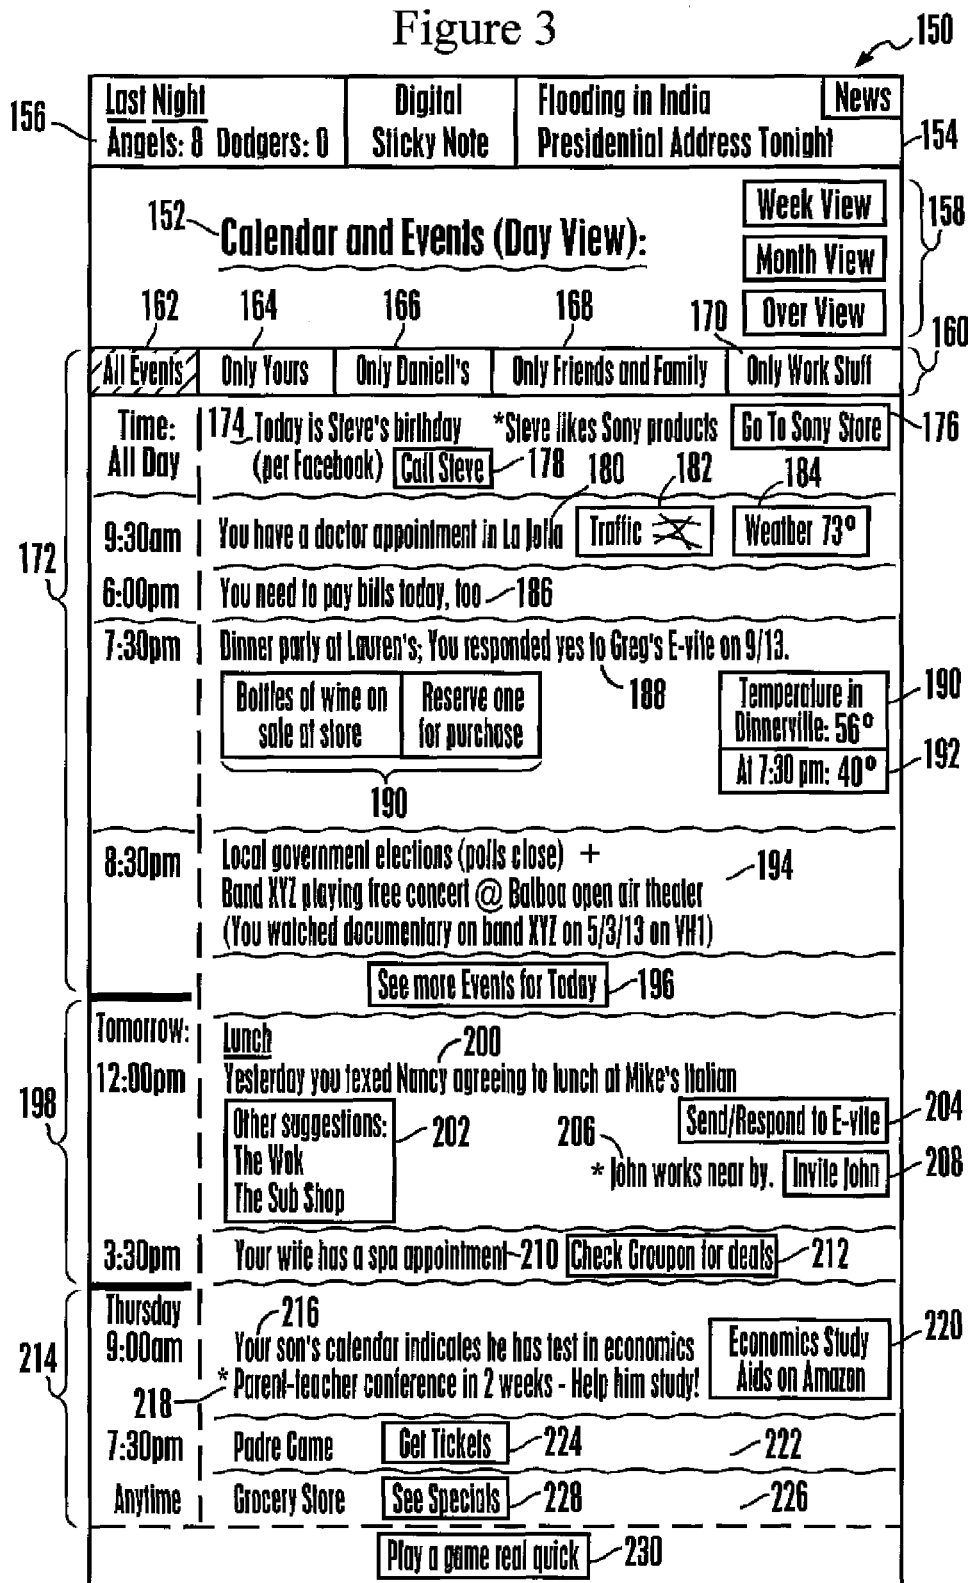 Figure 3
150
156
Last Night
Angels: 8 Dodgers: 0
Digital
Sticky Note
Flooding in India
Presidential Address Tonight
News
154
152
Calendar and Events (Day View):
Week View
Month View
Over View
158
162
164
166
168
170
160
All Events
Only Yours
Only Daniell's
Only Friends and Family
Only Work Stuff
172
Time:
All Day
174
Today is Steve's birthday
(per Facebook)
Call Steve
178
*Steve likes Sony products
Go To Sony Store
176
180
182
184
9:30am
You have a doctor appointment in La Jolla
Traffic
Weather 73°
6:00pm
You need to pay bills today, too
186
7:30pm
Dinner party at Lauren's; You responded yes to Greg's E-vite on 9/13.
188
Bottles of wine on
sale at store
Reserve one
for purchase
190
Temperature in
Dinnerville: 56°
190
At 7:30 pm: 40°
192
8:30pm
Local government elections (polls close) +
Band XYZ playing free concert @ Balboa open air theater
(You watched documentary on band XYZ on 5/3/13 on VH1)
194
See more Events for Today
196
198
Tomorrow:
12:00pm
Lunch
200
Yesterday you texed Nancy agreeing to lunch at Mike's Italian
Other suggestions:
The Wok
The Sub Shop
202
Send/Respond to E-vite
204
206
* John works near by.
Invite John
208
3:30pm
Your wife has a spa appointment
210
Check Groupon for deals
212
214
Thursday
9:00am
216
Your son's calendar indicates he has test in economics
* Parent-teacher conference in 2 weeks - Help him study!
218
Economics Study
Aids on Amazon
220
7:30pm
Padre Game
Get Tickets
224
222
Anytime
Grocery Store
See Specials
228
226
Play a game real quick
230